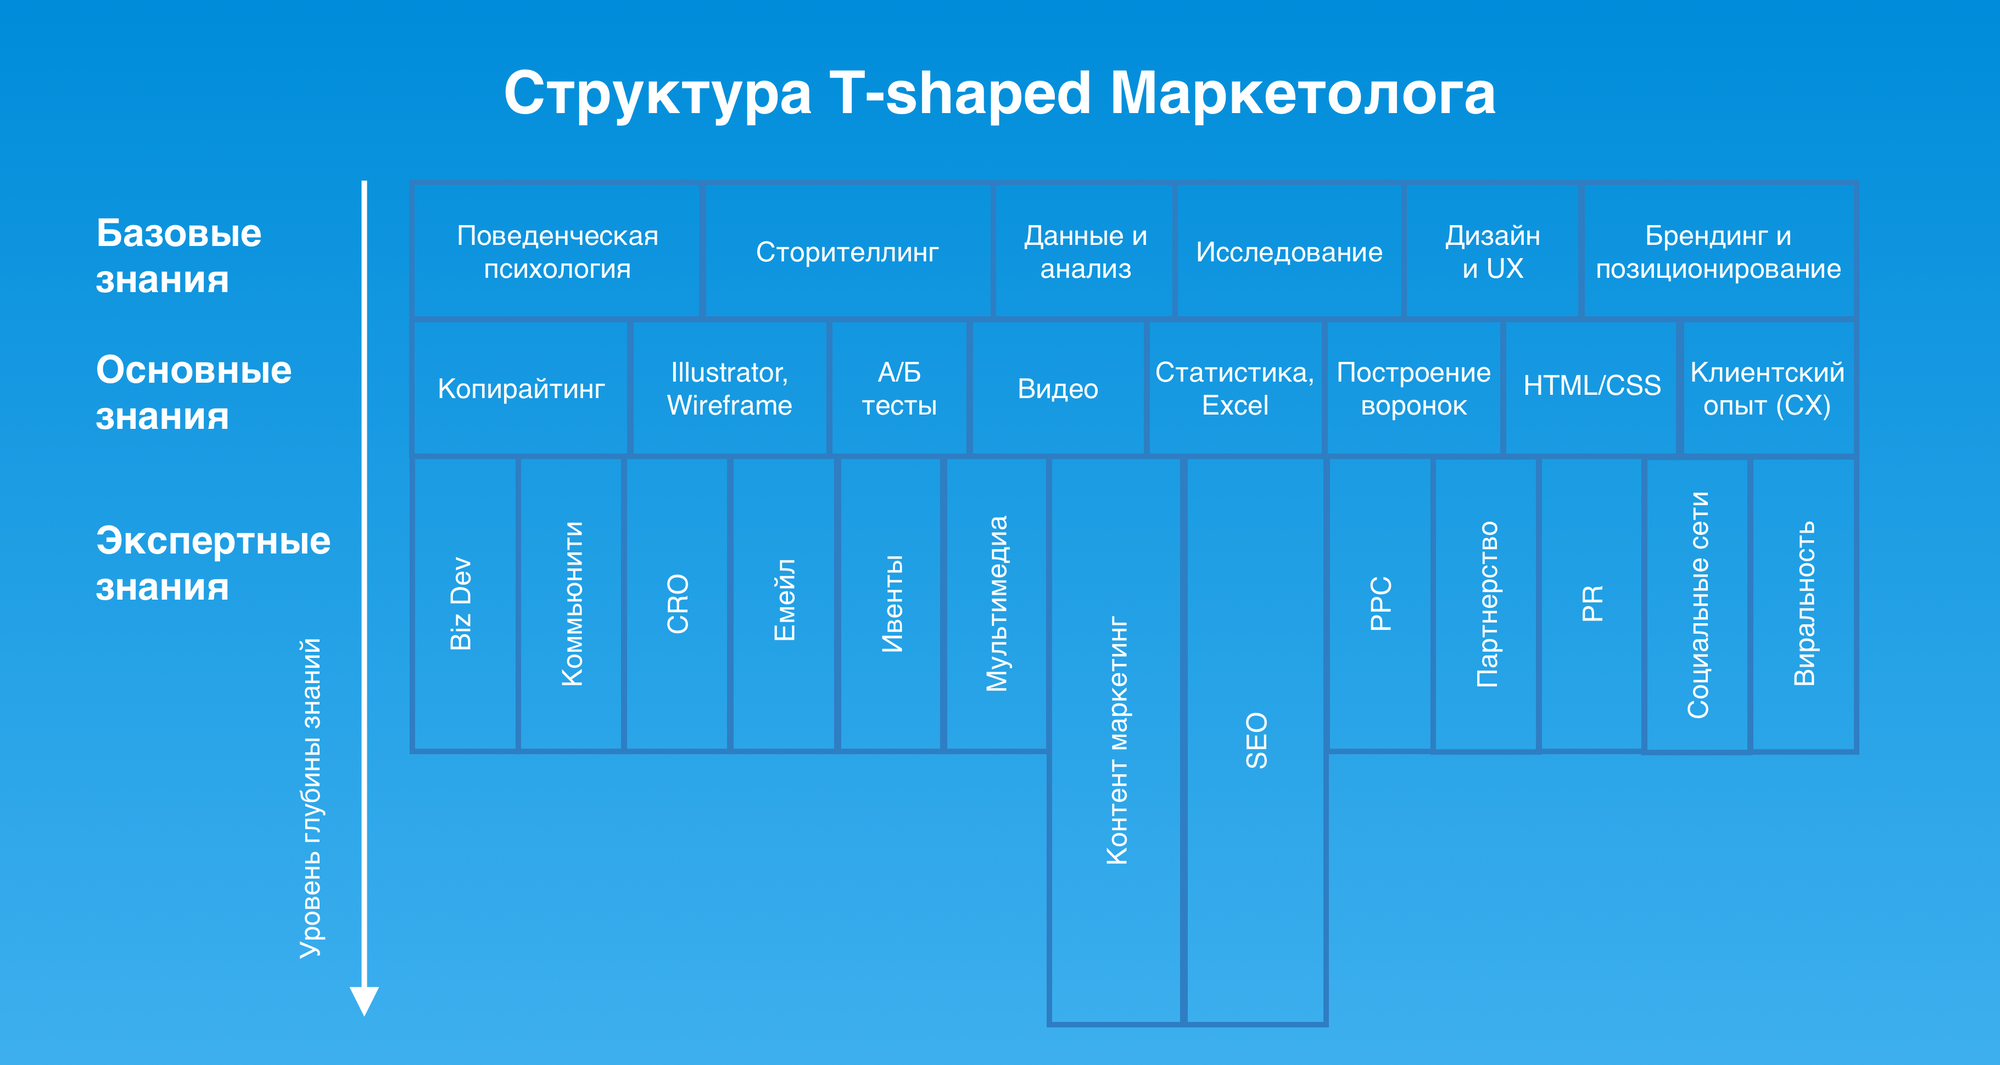 Структура T-shaped Маркетолога
Базовые
знания
Поведенческая
психология
Сторителлинг
Данные и
анализ
Исследование
Дизайн
и UX
Брендинг и
позиционирование
Основные
знания
Копирайтинг
Illustrator,
Wireframe
А/Б
тесты
Видео
Статистика,
Excel
Построение
воронок
HTML/CSS
Клиентский
опыт (CX)
Экспертные
знания
Biz Dev
Коммьюнити
CRO
Емейл
Ивенты
Мультимедиа
Контент маркетинг
SEO
PPC
Партнерство
PR
Социальные сети
Виральность
Уровень глубины знаний